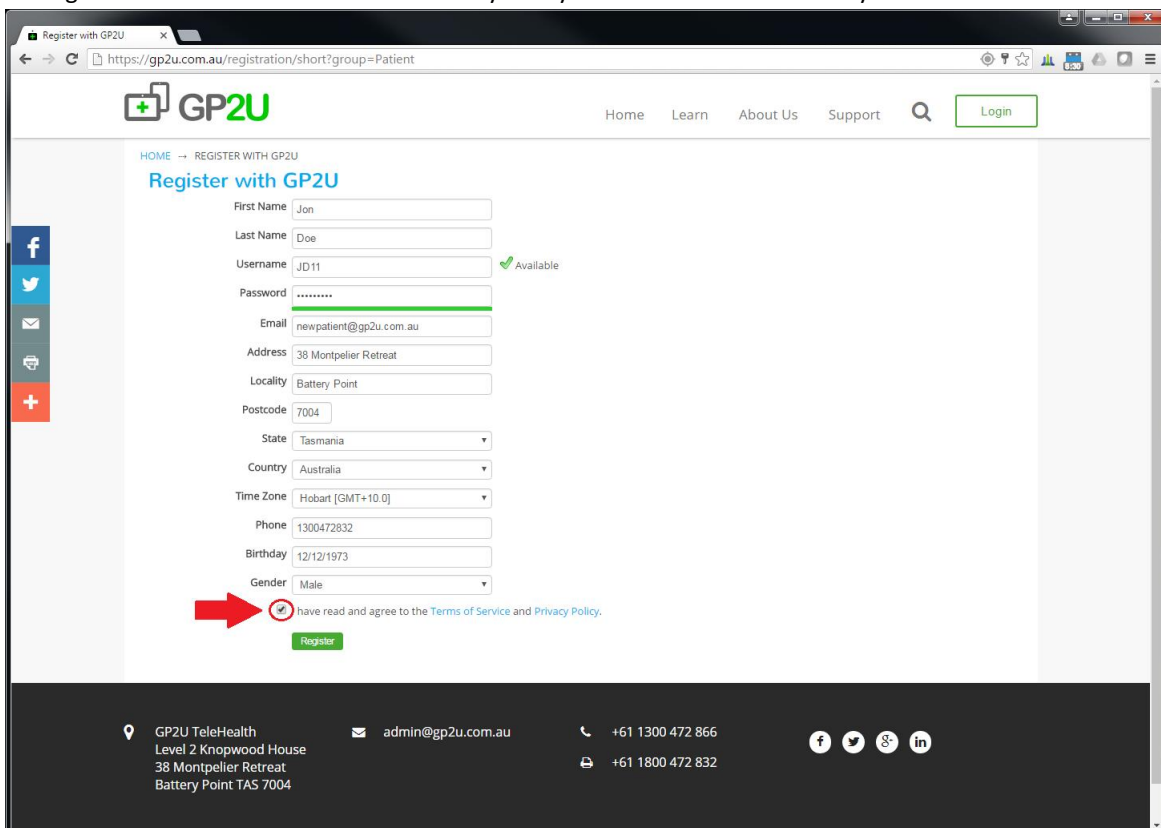 Register with GP2U
https://gp2u.com.au/registration/short?group=Patient
GP2U
Home Learn About Us Support Login
HOME → REGISTER WITH GP2U
Register with GP2U
First Name Jon
Last Name Doe
Username JD11 Available
Password •••••••••
Email newpatient@gp2u.com.au
Address 38 Montpelier Retreat
Locality Battery Point
Postcode 7004
State Tasmania
Country Australia
Time Zone Hobart [GMT+10.0]
Phone 1300472832
Birthday 12/12/1973
Gender Male
have read and agree to the Terms of Service and Privacy Policy.
Register
GP2U TeleHealth admin@gp2u.com.au +61 1300 472 866
Level 2 Knopwood House
38 Montpelier Retreat +61 1800 472 832
Battery Point TAS 7004